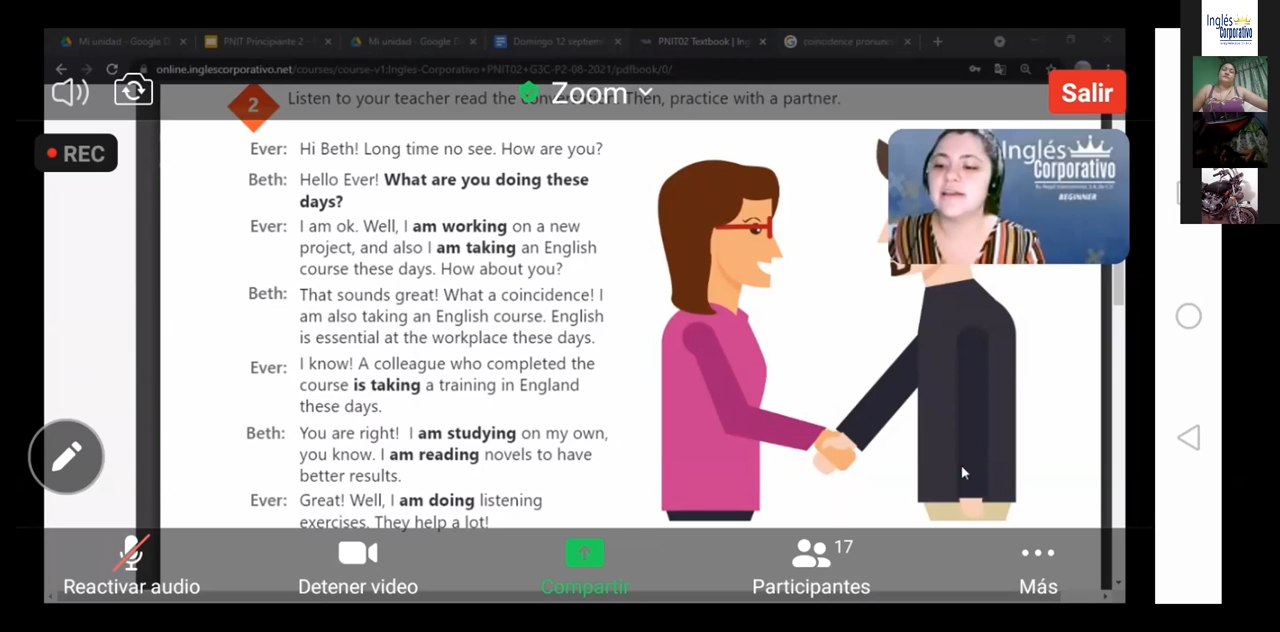 Mi unidad - Google D
PNIT Principiante 2 -
Mi unidad - Google D
Domingo 12 septiem
PNIT02 Textbook | Ing
coincidence pronunc
online.inglescorporativo.net/courses/course-v1:Ingles-Corporativo+PNIT02+G3C-P2-08-2021/pdfbook/0/
Zoom
Salir
REC
2
Listen to your teacher read the conversation. Then, practice with a partner.
Ever: Hi Beth! Long time no see. How are you?
Beth: Hello Ever! What are you doing these
days?
Ever: I am ok. Well, I am working on a new
project, and also I am taking an English
course these days. How about you?
Beth: That sounds great! What a coincidence! I
am also taking an English course. English
is essential at the workplace these days.
Ever: I know! A colleague who completed the
course is taking a training in England
these days.
Beth: You are right! I am studying on my own,
you know. I am reading novels to have
better results.
Ever: Great! Well, I am doing listening
exercises. They help a lot!
Inglés
Corporativo
BEGINNER
Inglés
Corporativo
Reactivar audio
Detener video
Compartir
17
Participantes
Más